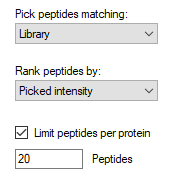 Pick peptides matching:
Library
Rank peptides by:
Picked intensity
Limit peptides per protein
20 Peptides